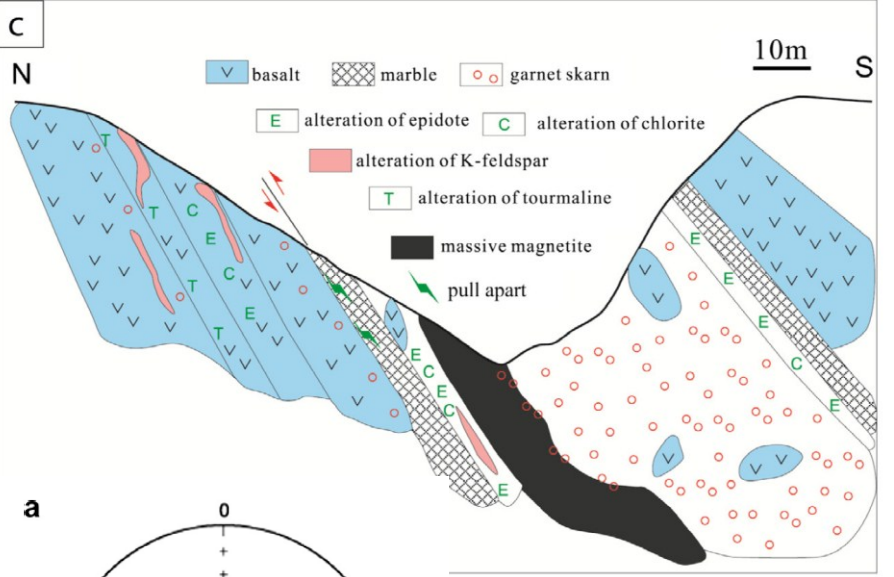 c
N
10m
S
basalt
marble
garnet skarn
E alteration of epidote
C alteration of chlorite
alteration of K-feldspar
T alteration of tourmaline
massive magnetite
pull apart
T
T
T
T
C
E
C
E
E
C
E
C
E
E
E
E
C
E
a
0